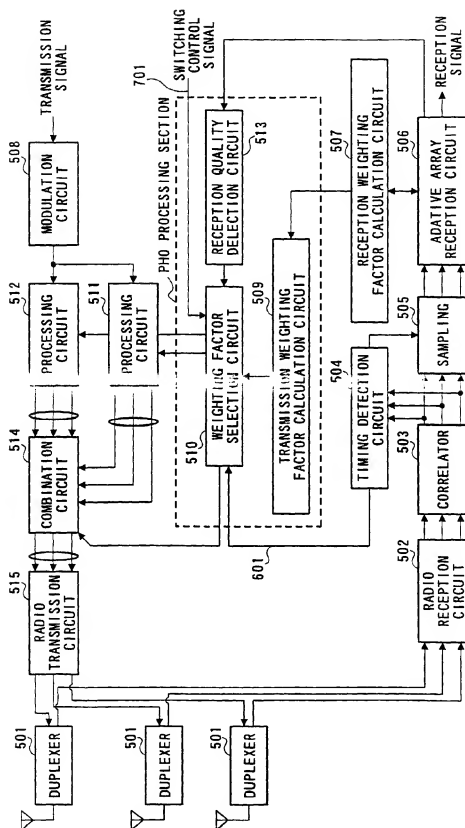 TRANSMISSION
SIGNAL
508
MODULATION
CIRCUIT
512
PROCESSING
CIRCUIT
511
PROCESSING
CIRCUIT
514
COMBINATION
CIRCUIT
515
RADIO
TRANSMISSION
CIRCUIT
501
DUPLEXER
501
DUPLEXER
501
DUPLEXER
PHO PROCESSING SECTION
701
SWITCHING
CONTROL
SIGNAL
513
RECEPTION QUALITY
DELECTION CIRCUIT
510
WEIGHTING FACTOR
SELECTION CIRCUIT
509
TRANSMISSION WEIGHTING
FACTOR CALCULATION CIRCUIT
507
RECEPTION WEIGHTING
FACTOR CALCULATION CIRCUIT
504
TIMING DETECTION
CIRCUIT
601
502
RADIO
RECEPTION
CIRCUIT
503
CORRELATOR
505
SAMPLING
506
ADATIVE ARRAY
RECEPTION CIRCUIT
RECEPTION
SIGNAL